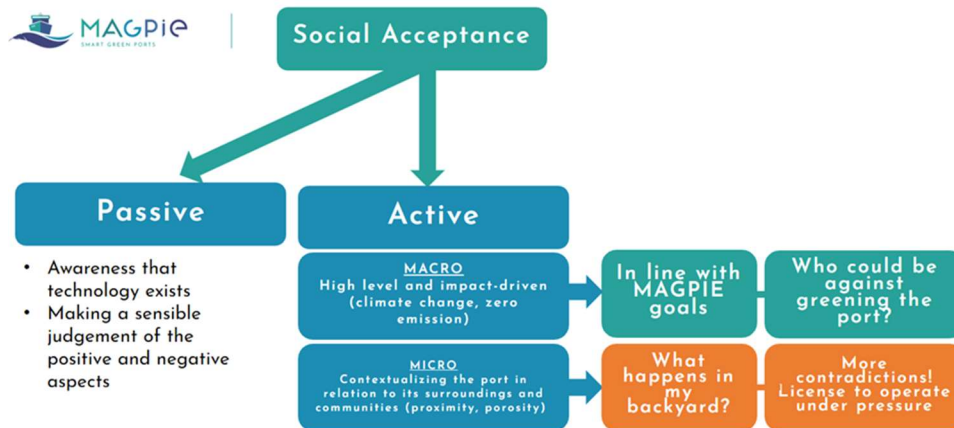 MAGPiE
SMART GREEN PORTS
Social Acceptance
Passive
• Awareness that
technology exists
• Making a sensible
judgement of the
positive and negative
aspects
Active
MACRO
High level and impact-driven
(climate change, zero
emission)
In line with
MAGPIE
goals
Who could be
against
greening the
port?
MICRO
Contextualizing the port in
relation to its surroundings and
communities (proximity, porosity)
What
happens in
my
backyard?
More
contradictions!
License to operate
under pressure